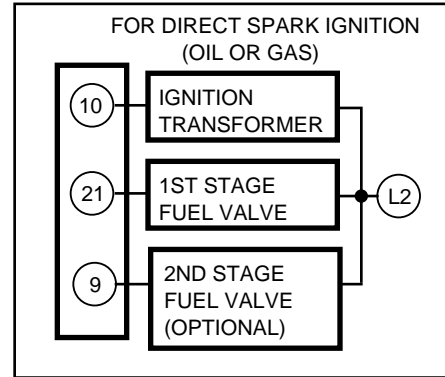 FOR DIRECT SPARK IGNITION
(OIL OR GAS)
10
IGNITION
TRANSFORMER
21
1ST STAGE
FUEL VALVE
L2
9
2ND STAGE
FUEL VALVE
(OPTIONAL)